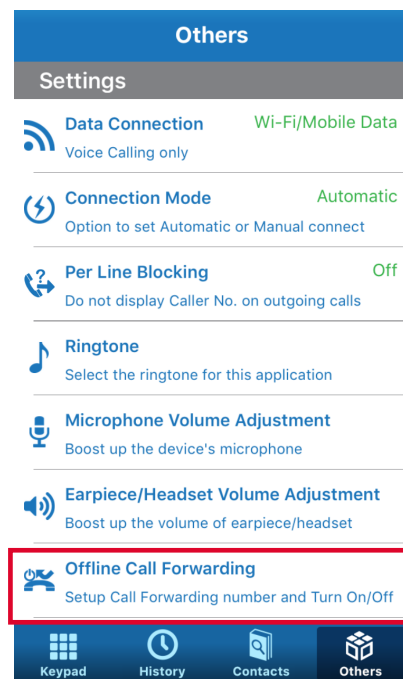 Others
Settings
Data Connection Wi-Fi/Mobile Data
Voice Calling only
Connection Mode Automatic
Option to set Automatic or Manual connect
Per Line Blocking Off
Do not display Caller No. on outgoing calls
Ringtone
Select the ringtone for this application
Microphone Volume Adjustment
Boost up the device's microphone
Earpiece/Headset Volume Adjustment
Boost up the volume of earpiece/headset
Offline Call Forwarding
Setup Call Forwarding number and Turn On/Off
Keypad History Contacts Others